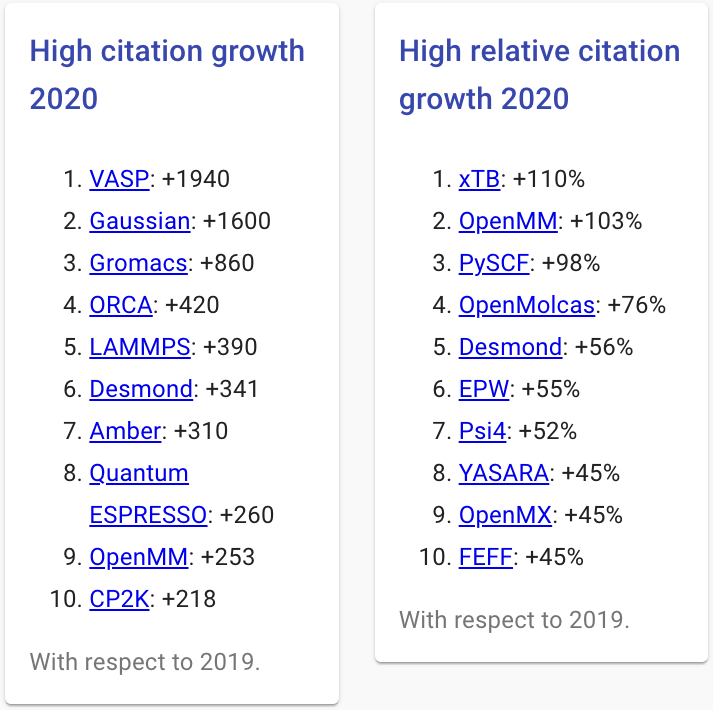 High citation growth
2020
1. VASP: +1940
2. Gaussian: +1600
3. Gromacs: +860
4. ORCA: +420
5. LAMMPS: +390
6. Desmond: +341
7. Amber: +310
8. Quantum
ESPRESSO: +260
9. OpenMM: +253
10. CP2K: +218
With respect to 2019.
High relative citation
growth 2020
1. xTB: +110%
2. OpenMM: +103%
3. PySCF: +98%
4. OpenMolcas: +76%
5. Desmond: +56%
6. EPW: +55%
7. Psi4: +52%
8. YASARA: +45%
9. OpenMX: +45%
10. FEFF: +45%
With respect to 2019.